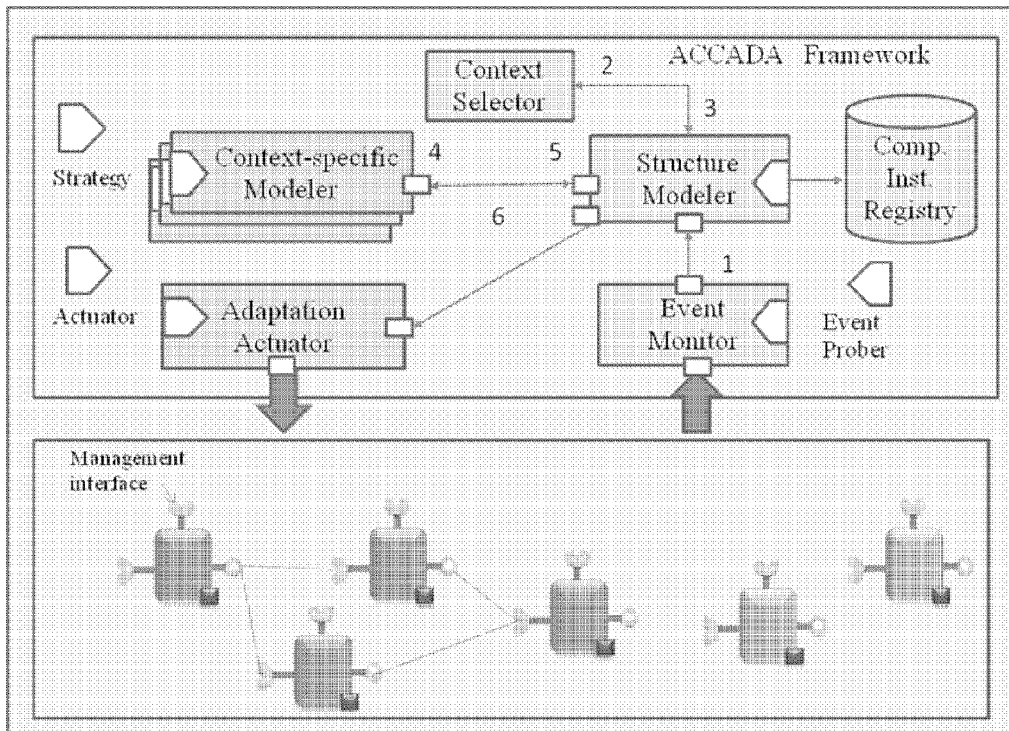 ACCADA Framework
Context
Selector
2
3
Strategy
Context-specific
Modeler
4
5
6
Structure
Modeler
Comp.
Inst.
Registry
1
Actuator
Adaptation
Actuator
Event
Monitor
Event
Prober
Management
interface